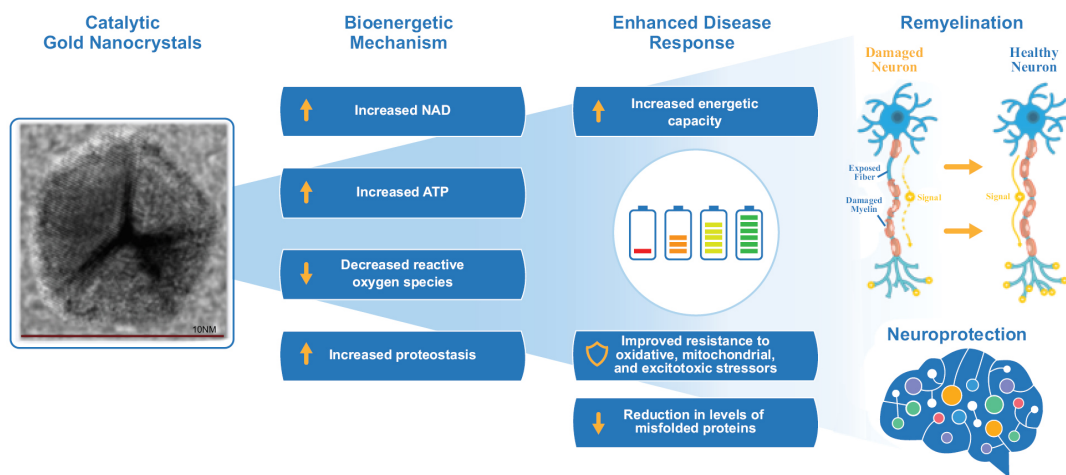 Catalytic
Gold Nanocrystals
10NM
Bioenergetic
Mechanism
Increased NAD
Increased ATP
Decreased reactive
oxygen species
Increased proteostasis
Enhanced Disease
Response
Increased energetic
capacity
Improved resistance to
oxidative, mitochondrial,
and excitotoxic stressors
Reduction in levels of
misfolded proteins
Remyelination
Damaged
Neuron
Healthy
Neuron
Exposed
Fiber
Signal
Damaged
Myelin
Signal
Neuroprotection